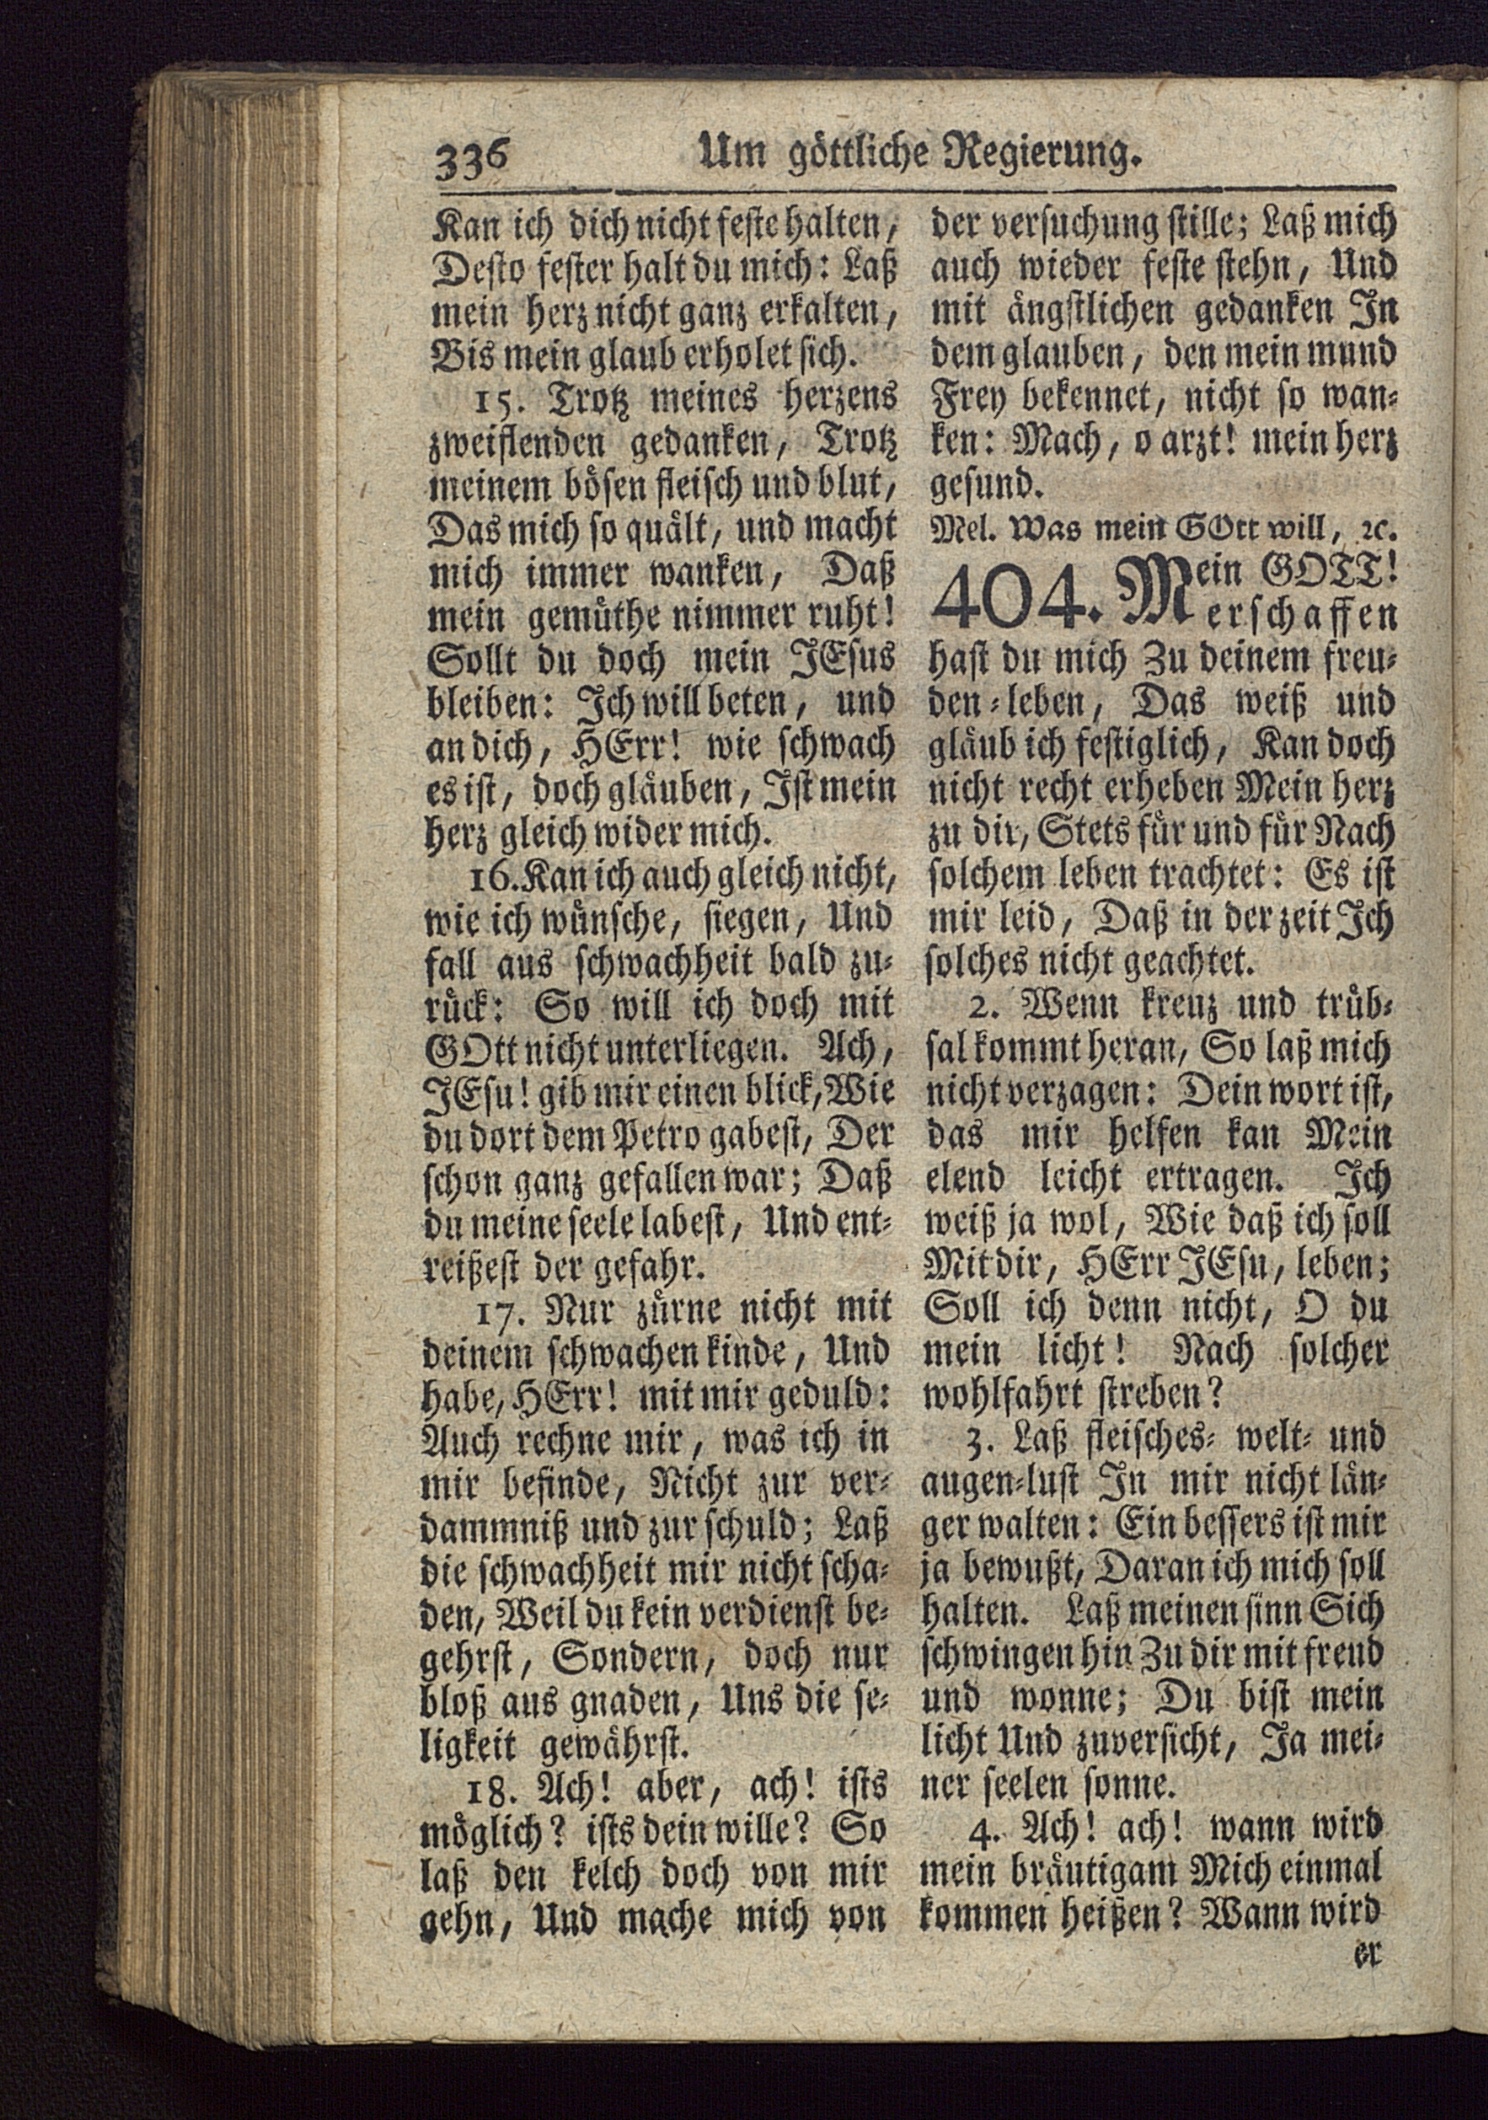 336 Um göttliche Regierung.
Kan ich dich nicht feste halten,
Desto fester halt du mich: Laß
mein herz nicht ganz erkalten,
Bis mein glaub erholet sich.
15. Trotz meines herzens
zweiflenden gedanken, Trotz
meinem bösen fleisch und blut,
Das mich so quält, und macht
mich immer wanken, Daß
mein gemüthe nimmer ruht!
Sollt du doch mein JEsus
bleiben: Ich will beten, und
an dich, HErr! wie schwach
es ist, doch gläuben, Ist mein
herz gleich wider mich.
16. Kan ich auch gleich nicht,
wie ich wünsche, siegen, Und
fall aus schwachheit bald zu-
rück: So will ich doch mit
GOtt nicht unterliegen. Ach,
JEsu! gib mir einen blick, Wie
du dort dem Petro gabest, Der
schon ganz gefallen war; Daß
du meine seele labest, Und ent-
reißest der gefahr.
17. Nur zürne nicht mit
deinem schwachen kinde, Und
habe, HErr! mit mir geduld:
Auch rechne mir, was ich in
mir befinde, Nicht zur ver-
dammniß und zur schuld; Laß
die schwachheit mir nicht scha-
den, Weil du kein verdienst be-
gehrst, Sondern, doch nur
bloß aus gnaden, Uns die se-
ligkeit gewährst.
18. Ach! aber, ach! ists
möglich? ists dein wille? So
laß den kelch doch von mir
gehn, Und mache mich von
der versuchung stille; Laß mich
auch wieder feste stehn, Und
mit ängstlichen gedanken In
dem glauben, den mein mund
Frey bekennet, nicht so wan-
ken: Mach, o arzt! mein herz
gesund.
Mel. Was mein GOtt will, ꝛc.
404. Mein GOTT!
erschaffen
hast du mich Zu deinem freu-
den-leben, Das weiß und
gläub ich festiglich, Kan doch
nicht recht erheben Mein herz
zu dir, Stets für und für Nach
solchem leben trachtet: Es ist
mir leid, Daß in der zeit Ich
solches nicht geachtet.
2. Wenn kreuz und trüb-
sal kommt heran, So laß mich
nicht verzagen: Dein wort ist,
das mir helfen kan Mein
elend leicht ertragen. Ich
weiß ja wol, Wie daß ich soll
Mit dir, HErr JEsu, leben;
Soll ich denn nicht, O du
mein licht! Nach solcher
wohlfahrt streben?
3. Laß fleisches- welt- und
augen-lust In mir nicht län-
ger walten: Ein bessers ist mir
ja bewußt, Daran ich mich soll
halten. Laß meinen sinn Sich
schwingen hin Zu dir mit freud
und wonne; Du bist mein
licht Und zuversicht, Ja mei-
ner seelen sonne.
4. Ach! ach! wann wird
mein bräutigam Mich einmal
kommen heißen? Wann wird
er